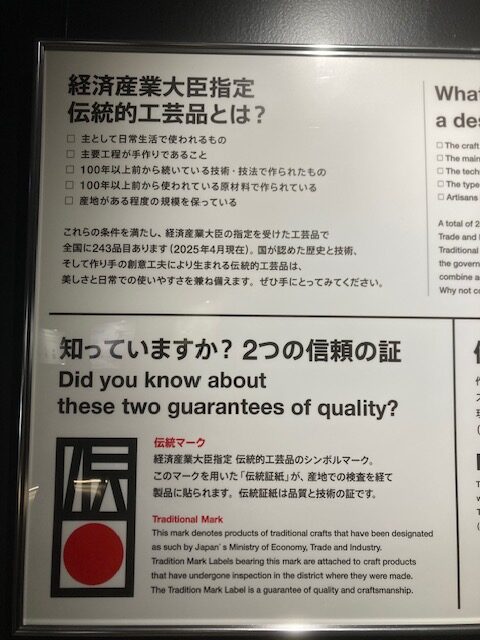 経済産業大臣指定
伝統的工芸品とは？
□ 主として日常生活で使われるもの
□ 主要工程が手作りであること
□ 100年以上前から続いている技術・技法で作られたもの
□ 100年以上前から使われている原材料で作られている
□ 産地がある程度の規模を保っている
これらの条件を満たし、経済産業大臣の指定を受けた工芸品で
全国に243品目あります（2025年4月現在）。国が認めた歴史と技術、
そして作り手の創意工夫により生まれる伝統的工芸品は、
美しさと日常での使いやすさを兼ね備えます。ぜひ手にとってみてください。
What
a des
□ The craft
□ The main
□ The tech
□ The type
□ Artisans
A total of 2
Trade and
Traditional
the govern
combine a
Why not c
知っていますか？ 2つの信頼の証
Did you know about
these two guarantees of quality?
伝
伝統マーク
経済産業大臣指定 伝統的工芸品のシンボルマーク。
このマークを用いた「伝統証紙」が、産地での検査を経て
製品に貼られます。伝統証紙は品質と技術の証です。
Traditional Mark
This mark denotes products of traditional crafts that have been designated
as such by Japan's Ministry of Economy, Trade and Industry.
Tradition Mark Labels bearing this mark are attached to craft products
that have undergone inspection in the district where they were made.
The Tradition Mark Label is a guarantee of quality and craftsmanship.